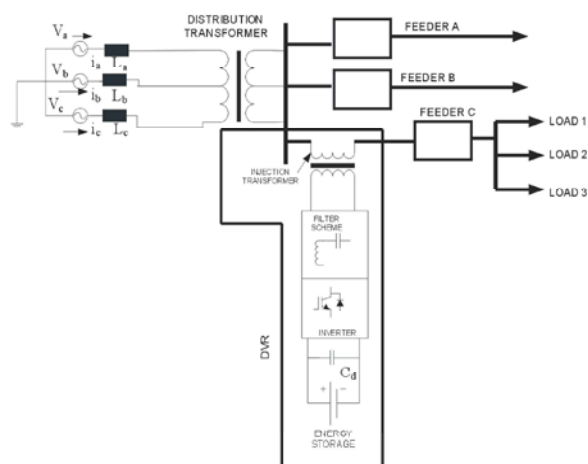 DISTRIBUTION
TRANSFORMER
FEEDER A
FEEDER B
FEEDER C
Va
ia
La
Vb
ib
Lb
Vc
ic
Lc
LOAD 1
LOAD 2
LOAD 3
INJECTION
TRANSFORMER
FILTER
SCHEME
INVERTER
DVR
Cd
+ −
ENERGY
STORAGE